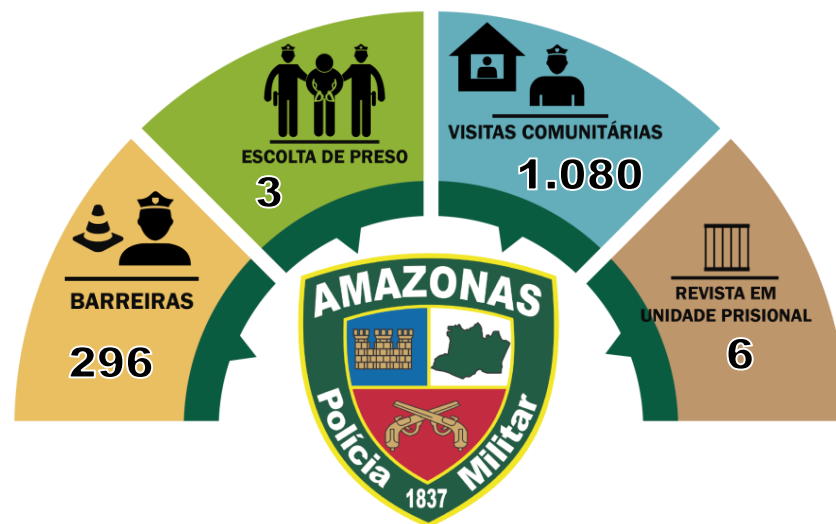 BARREIRAS
296
ESCOLTA DE PRESO
3
VISITAS COMUNITÁRIAS
1.080
REVISTA EM
UNIDADE PRISIONAL
6
AMAZONAS
Polícia Militar
1837